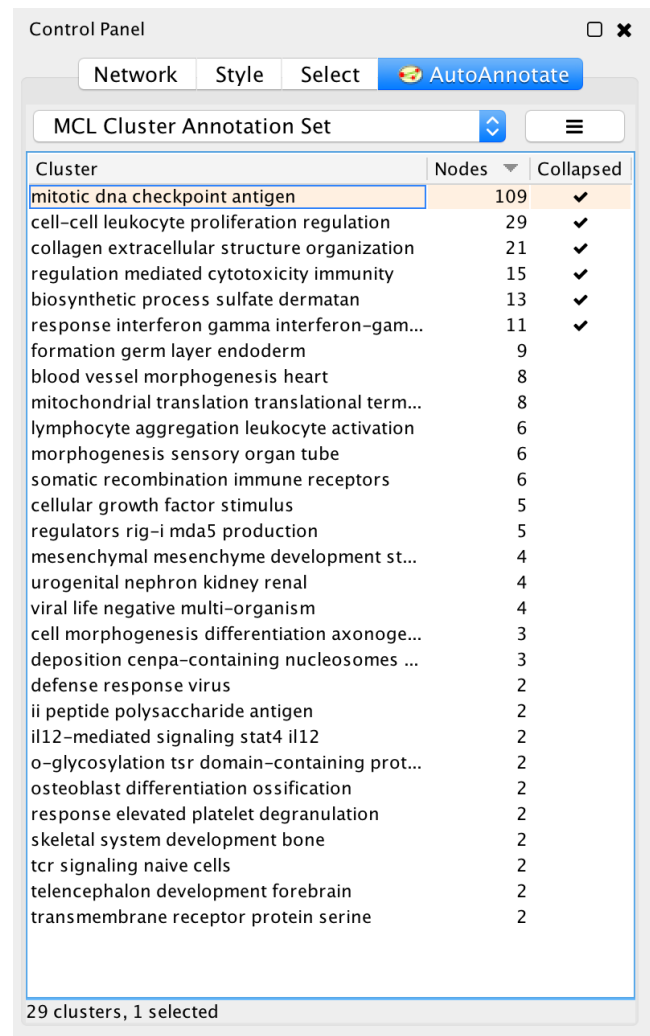 Control Panel
Network Style Select AutoAnnotate
MCL Cluster Annotation Set
Cluster Nodes Collapsed
mitotic dna checkpoint antigen 109
cell-cell leukocyte proliferation regulation 29
collagen extracellular structure organization 21
regulation mediated cytotoxicity immunity 15
biosynthetic process sulfate dermatan 13
response interferon gamma interferon-gam... 11
formation germ layer endoderm 9
blood vessel morphogenesis heart 8
mitochondrial translation translational term... 8
lymphocyte aggregation leukocyte activation 6
morphogenesis sensory organ tube 6
somatic recombination immune receptors 6
cellular growth factor stimulus 5
regulators rig-i mda5 production 5
mesenchymal mesenchyme development st... 4
urogenital nephron kidney renal 4
viral life negative multi-organism 4
cell morphogenesis differentiation axonoge... 3
deposition cenpa-containing nucleosomes ... 3
defense response virus 2
ii peptide polysaccharide antigen 2
il12-mediated signaling stat4 il12 2
o-glycosylation tsr domain-containing prot... 2
osteoblast differentiation ossification 2
response elevated platelet degranulation 2
skeletal system development bone 2
tcr signaling naive cells 2
telencephalon development forebrain 2
transmembrane receptor protein serine 2
29 clusters, 1 selected